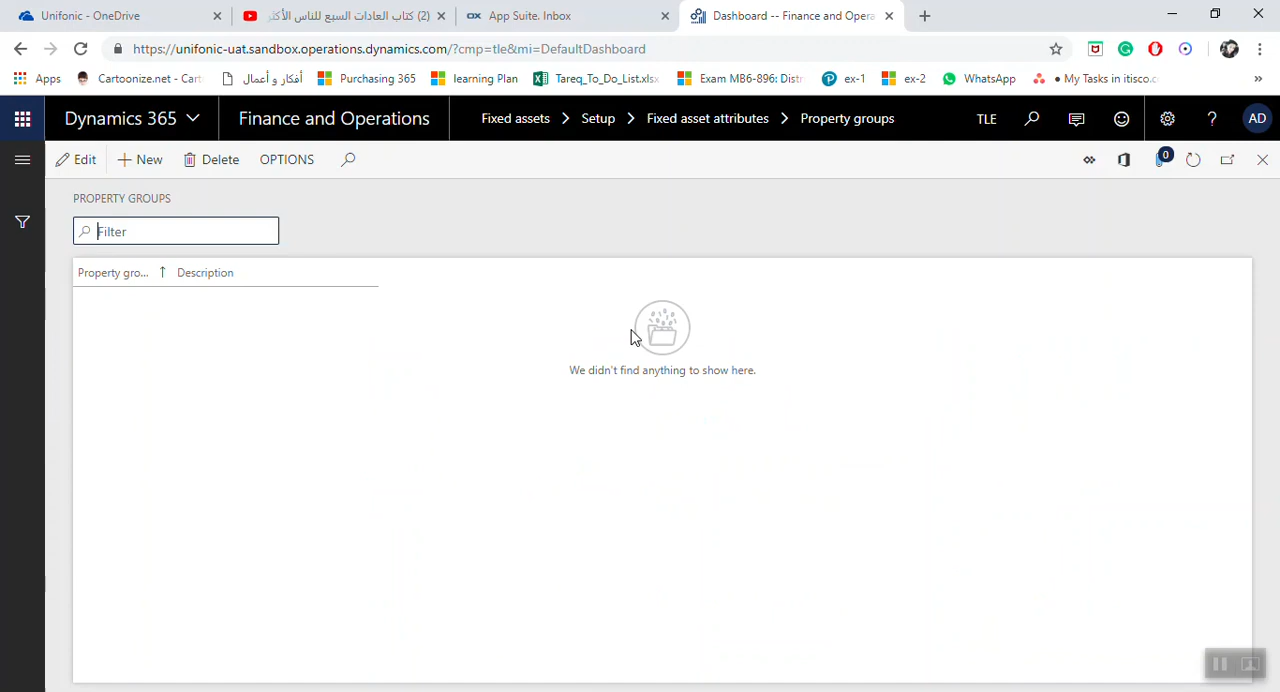 Unifonic - OneDrive
(2) كتاب العادات السبع للناس الأكثر
App Suite. Inbox
Dashboard -- Finance and Opera
https://unifonic-uat.sandbox.operations.dynamics.com/?cmp=tle&mi=DefaultDashboard
Apps
Cartoonize.net - Cart
أفكار و أعمال
Purchasing 365
learning Plan
Tareq_To_Do_List.xlsx
Exam MB6-896: Distr
ex-1
ex-2
WhatsApp
• My Tasks in itisco.c
»
Dynamics 365
Finance and Operations
Fixed assets > Setup > Fixed asset attributes > Property groups
TLE
?
AD
Edit
New
Delete
OPTIONS
0
PROPERTY GROUPS
Filter
Property gro... ↑ Description
We didn't find anything to show here.